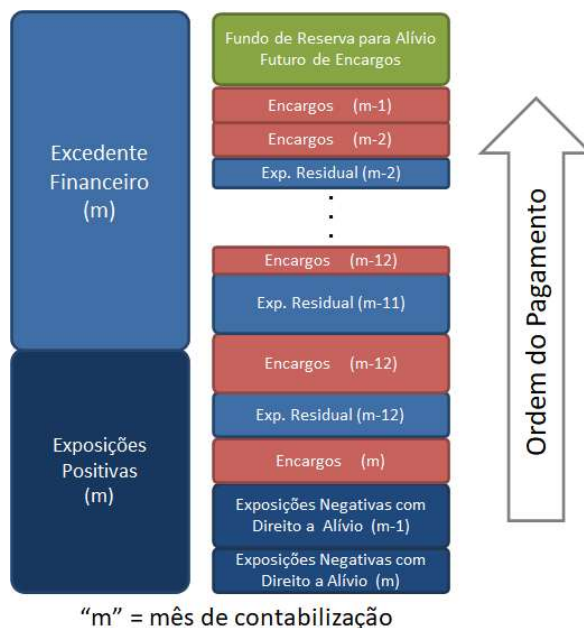 Fundo de Reserva para Alívio
Futuro de Encargos
Encargos (m-1)
Encargos (m-2)
Exp. Residual (m-2)
Excedente
Financeiro
(m)
Encargos (m-12)
Exp. Residual (m-11)
Encargos (m-12)
Exp. Residual (m-12)
Encargos (m)
Exposições
Positivas
(m)
Exposições Negativas com
Direito a Alívio (m-1)
Exposições Negativas com
Direito a Alívio (m)
Ordem do Pagamento
"m" = mês de contabilização